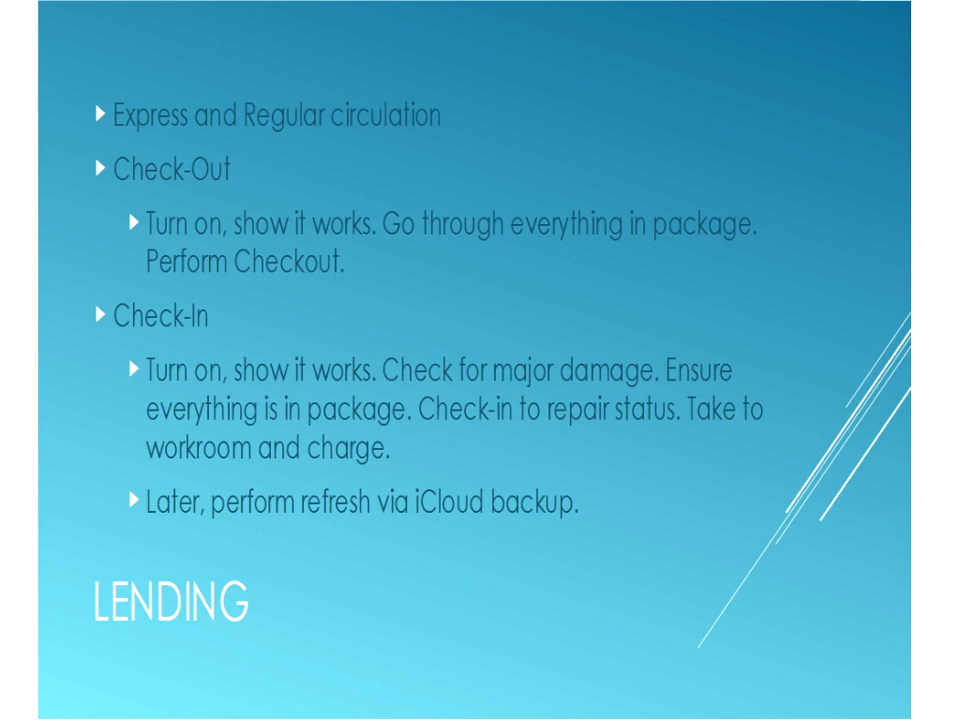 Express and Regular circulation
Check-Out
Turn on, show it works. Go through everything in package.
Perform Checkout.
Check-In
Turn on, show it works. Check for major damage. Ensure
everything is in package. Check-in to repair status. Take to
workroom and charge.
Later, perform refresh via iCloud backup.
LENDING